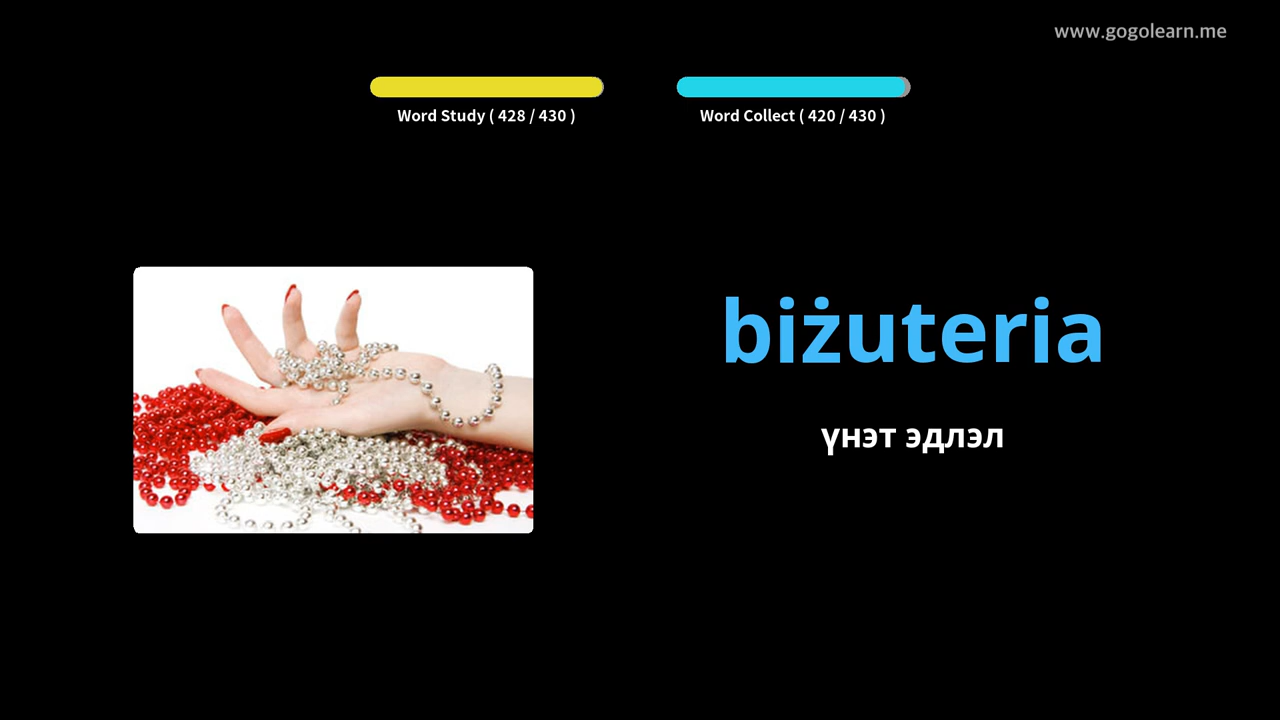 www.gogolearn.me
Word Study ( 428 / 430 )
Word Collect ( 420 / 430 )
biżuteria
үнэт эдлэл